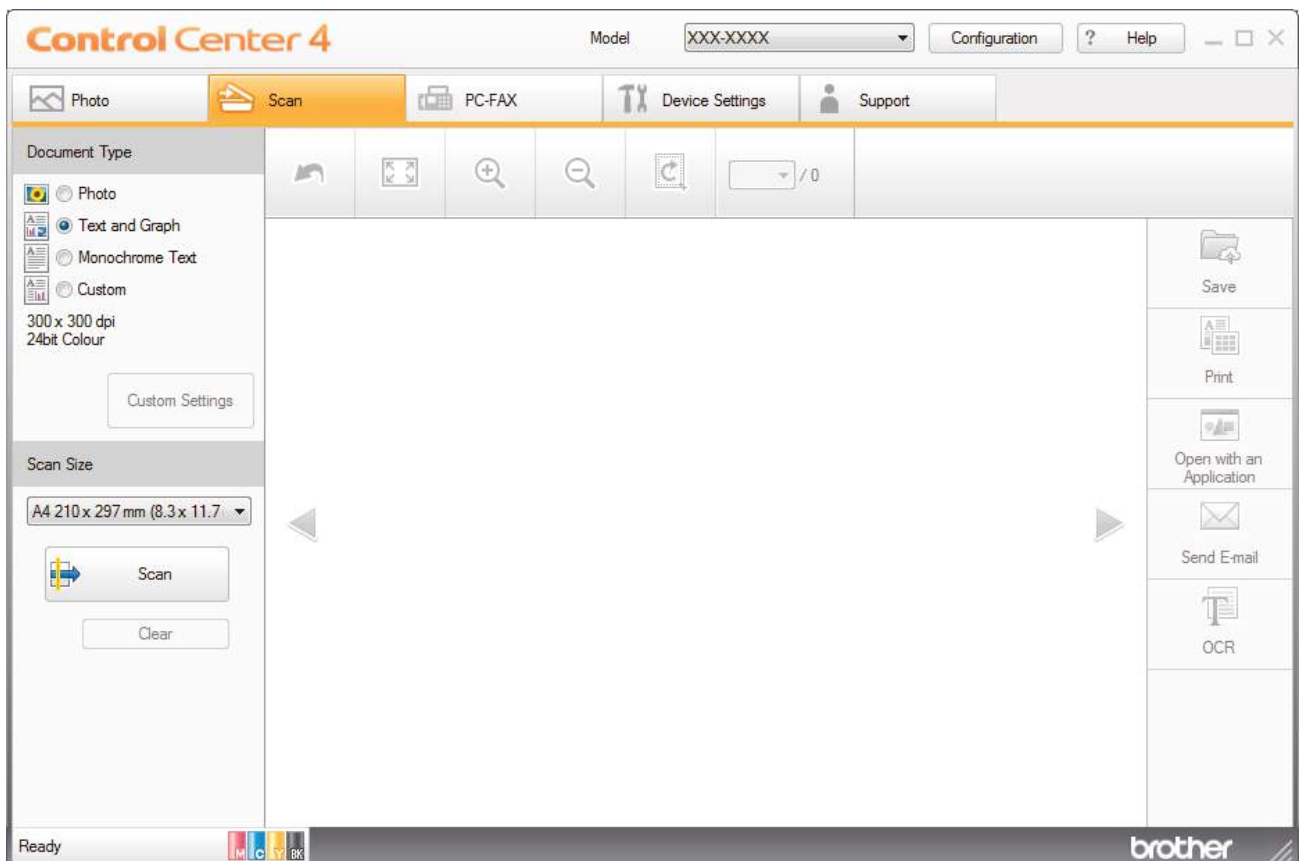 Control Center 4
Model XXX-XXXX Configuration ? Help
Photo Scan PC-FAX Device Settings Support
Document Type
Photo
Text and Graph
Monochrome Text
Custom
300 x 300 dpi
24bit Colour
Custom Settings
Scan Size
A4 210 x 297 mm (8.3 x 11.7
Scan
Clear
/ 0
Save
Print
Open with an
Application
Send E-mail
OCR
Ready M C Y BK brother